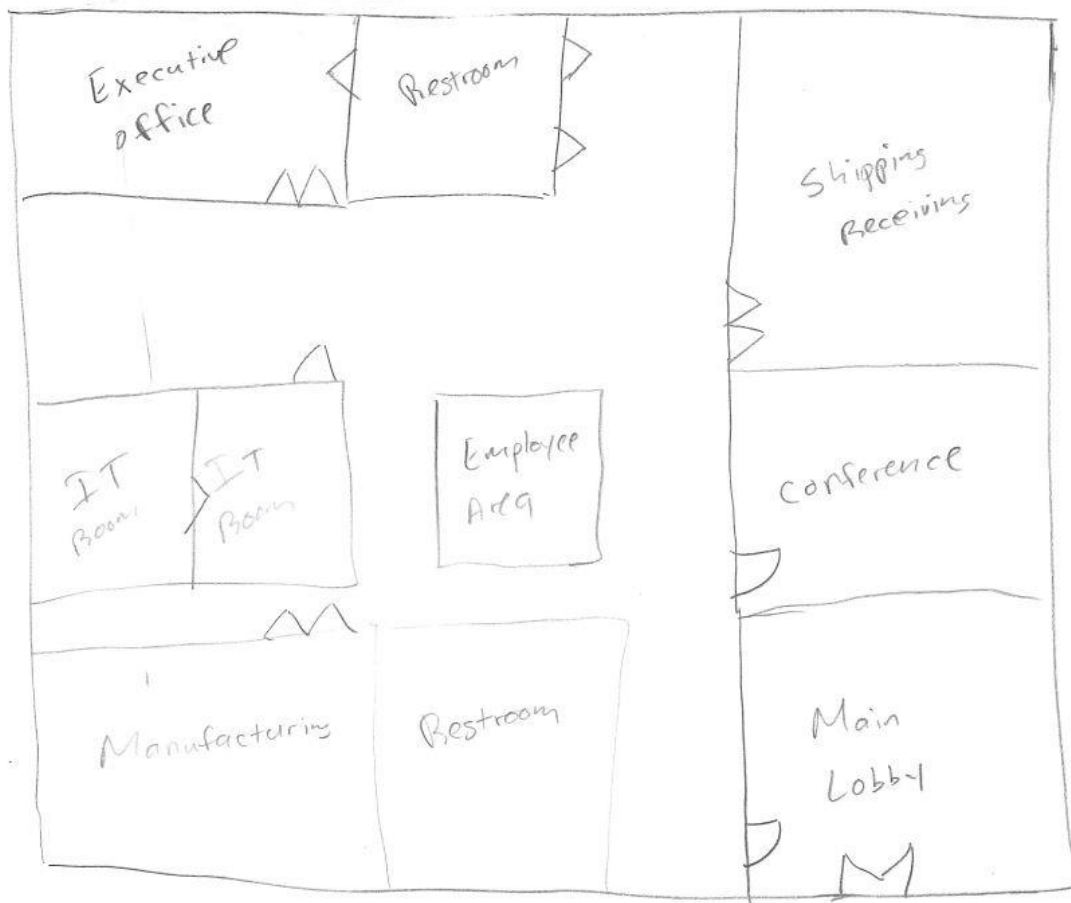 Executive
office
Restroom
Shipping
Receiving
IT
Room
IT
Room
Employee
Area
Conference
Manufacturing
Restroom
Main
Lobby